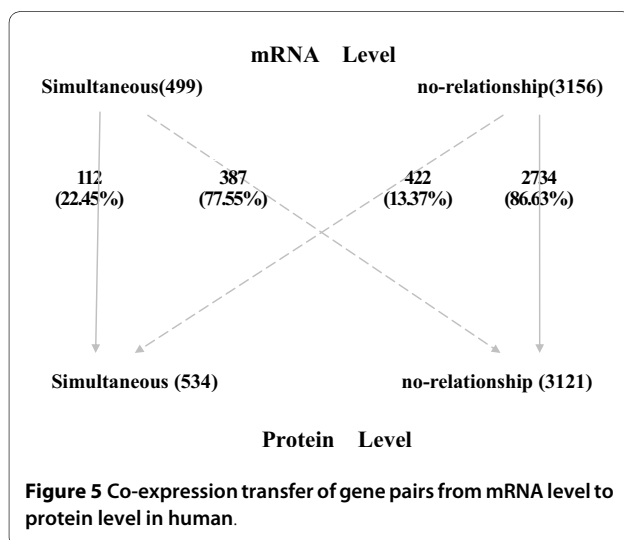 mRNA Level
Simultaneous(499) no-relationship(3156)
112 387 422 2734
(22.45%) (77.55%) (13.37%) (86.63%)
Simultaneous (534) no-relationship (3121)
Protein Level
Figure 5 Co-expression transfer of gene pairs from mRNA level to
protein level in human.